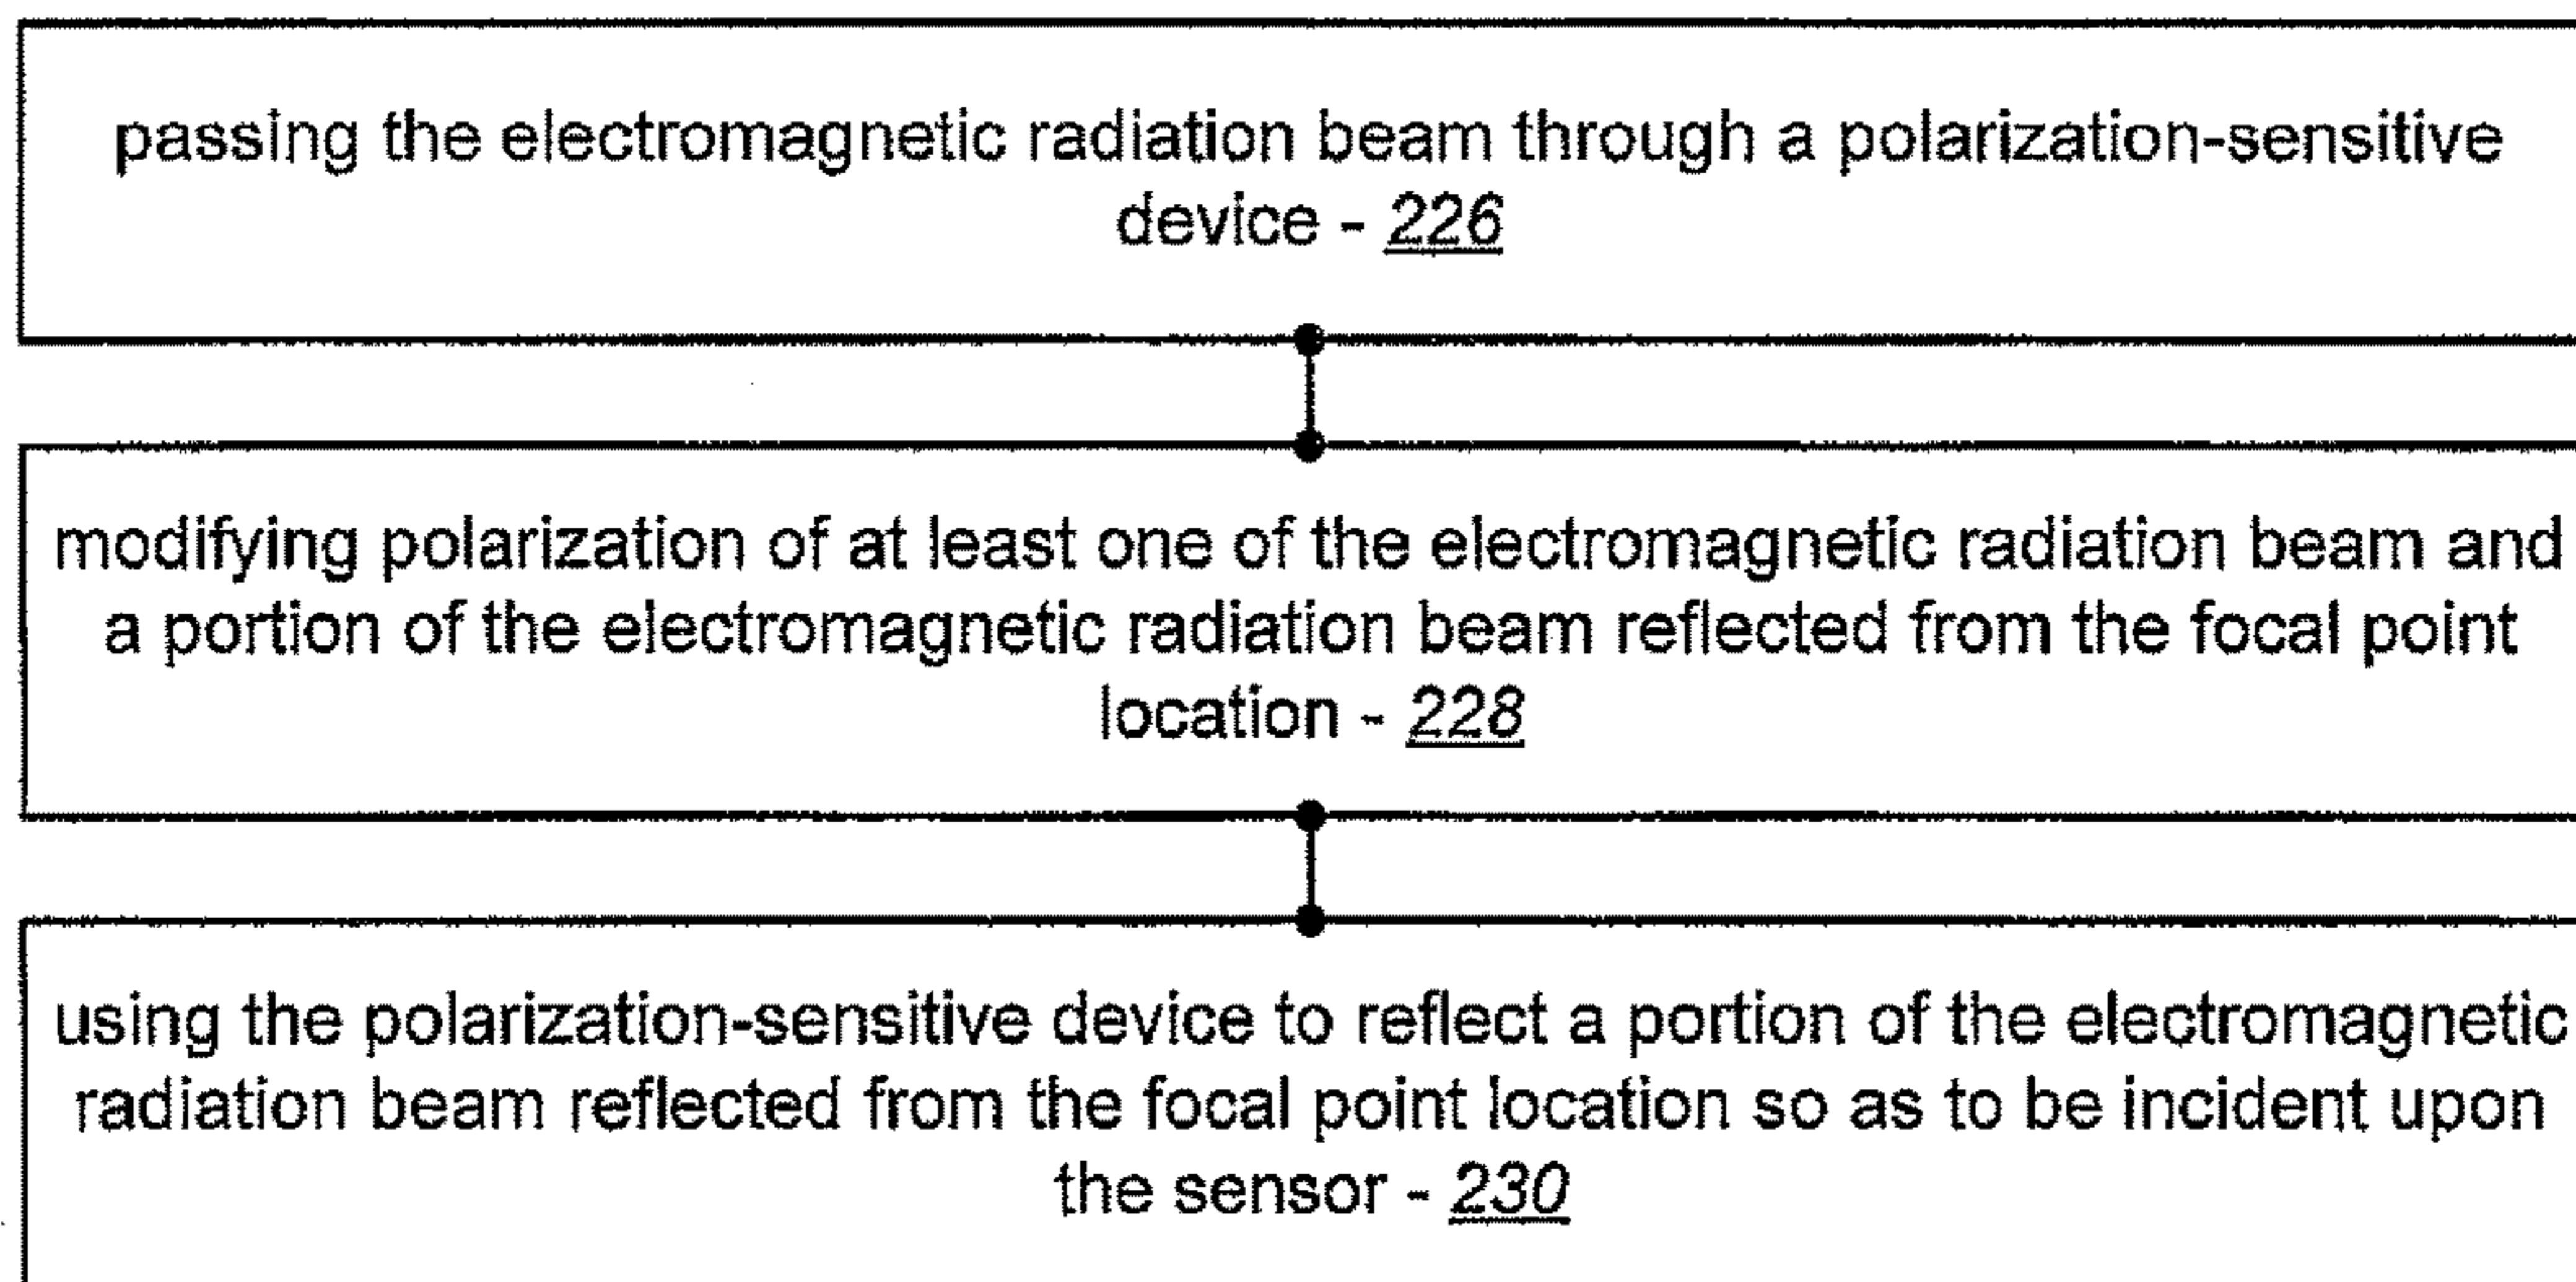 passing the electromagnetic radiation beam through a polarization-sensitive
device - 226
modifying polarization of at least one of the electromagnetic radiation beam and
a portion of the electromagnetic radiation beam reflected from the focal point
location - 228
using the polarization-sensitive device to reflect a portion of the electromagnetic
radiation beam reflected from the focal point location so as to be incident upon
the sensor - 230